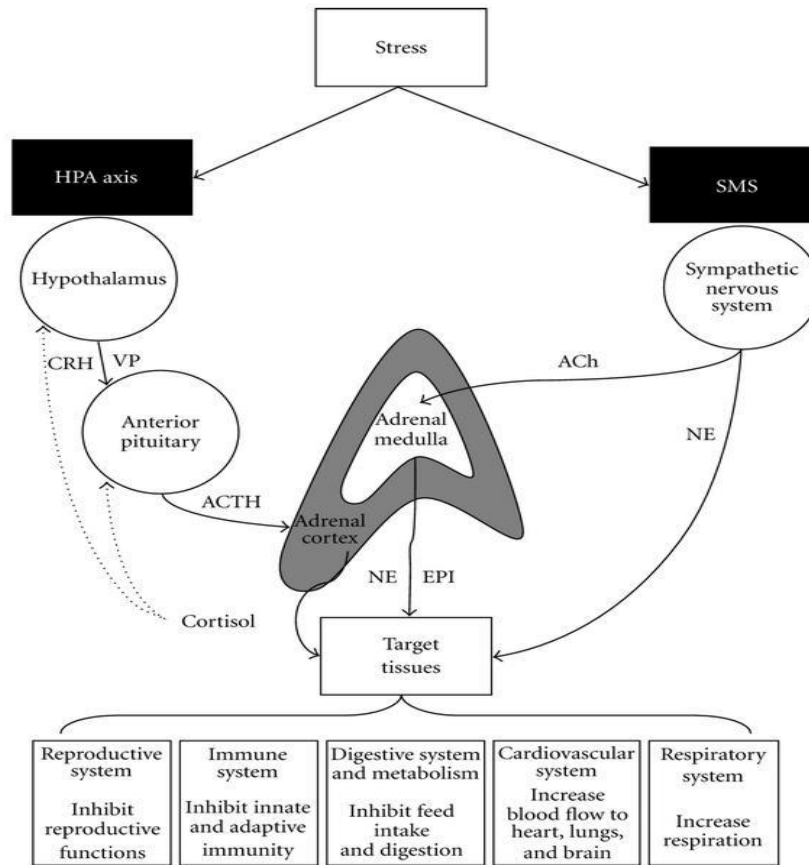 Stress
HPA axis
SMS
Hypothalamus
Sympathetic
nervous
system
CRH
VP
ACh
Anterior
pituitary
Adrenal
medulla
NE
ACTH
Adrenal
cortex
NE
EPI
Cortisol
Target
tissues
Reproductive
system
Inhibit
reproductive
functions
Immune
system
Inhibit innate
and adaptive
immunity
Digestive system
and metabolism
Inhibit feed
intake
and digestion
Cardiovascular
system
Increase
blood flow to
heart, lungs,
and brain
Respiratory
system
Increase
respiration